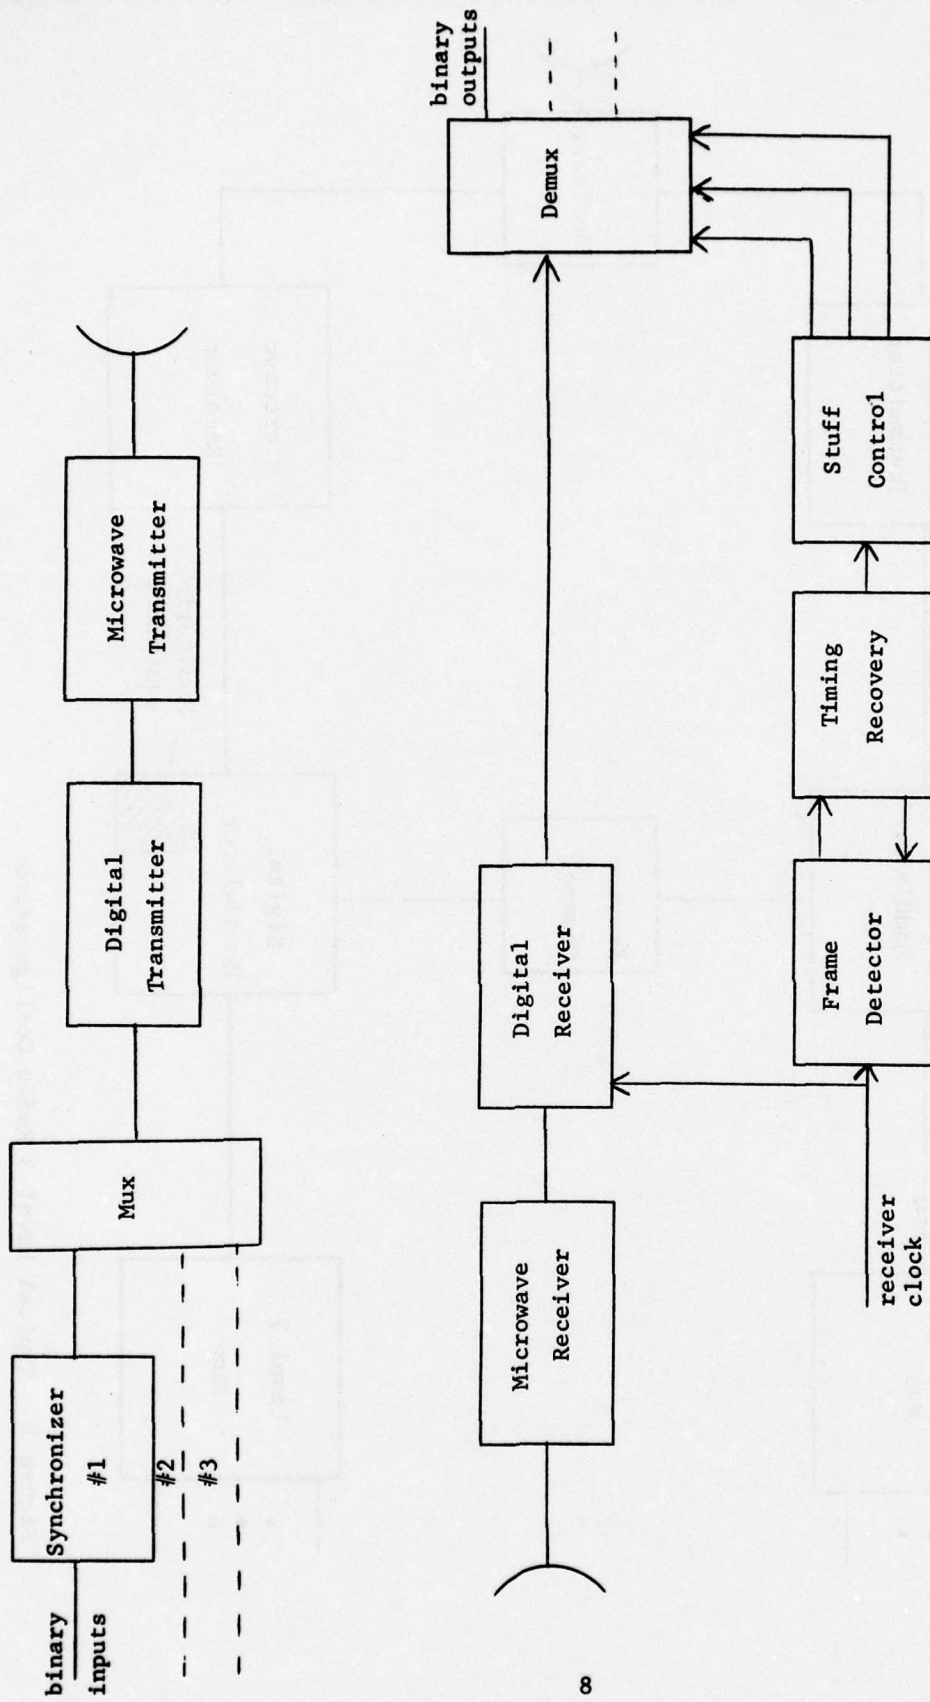 binary
inputs
Synchronizer
#1
#2
#3
Mux
Digital
Transmitter
Microwave
Transmitter
Microwave
Receiver
Digital
Receiver
Demux
binary
outputs
receiver
clock
Frame
Detector
Timing
Recovery
Stuff
Control
8